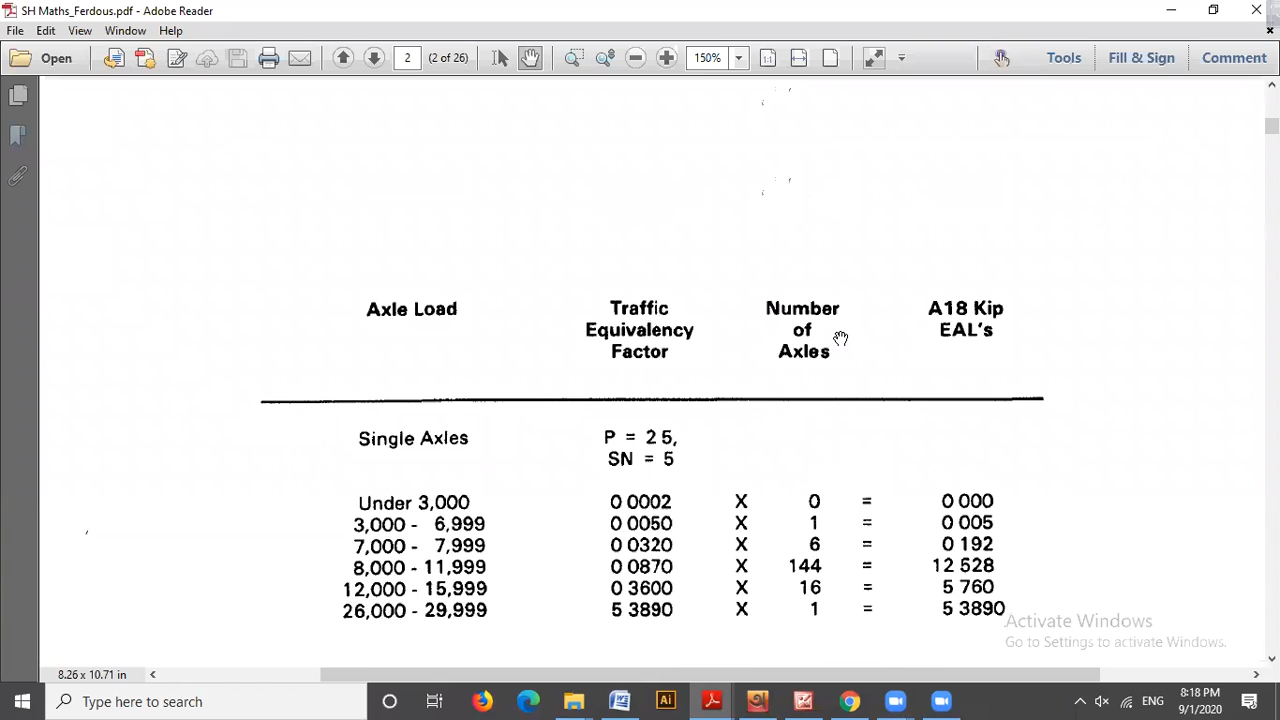 SH Maths_Ferdous.pdf - Adobe Reader
File Edit View Window Help
Open 2 (2 of 26) 150% Tools Fill & Sign Comment
Axle Load Traffic Equivalency Factor Number of Axles A18 Kip EAL's
Single Axles P = 2 5,
SN = 5
Under 3,000 0 0002 X 0 = 0 000
3,000 - 6,999 0 0050 X 1 = 0 005
7,000 - 7,999 0 0320 X 6 = 0 192
8,000 - 11,999 0 0870 X 144 = 12 528
12,000 - 15,999 0 3600 X 16 = 5 760
26,000 - 29,999 5 3890 X 1 = 5 3890
Activate Windows
Go to Settings to activate Windows.
8.26 x 10.71 in
Type here to search
ENG
8:18 PM
9/1/2020